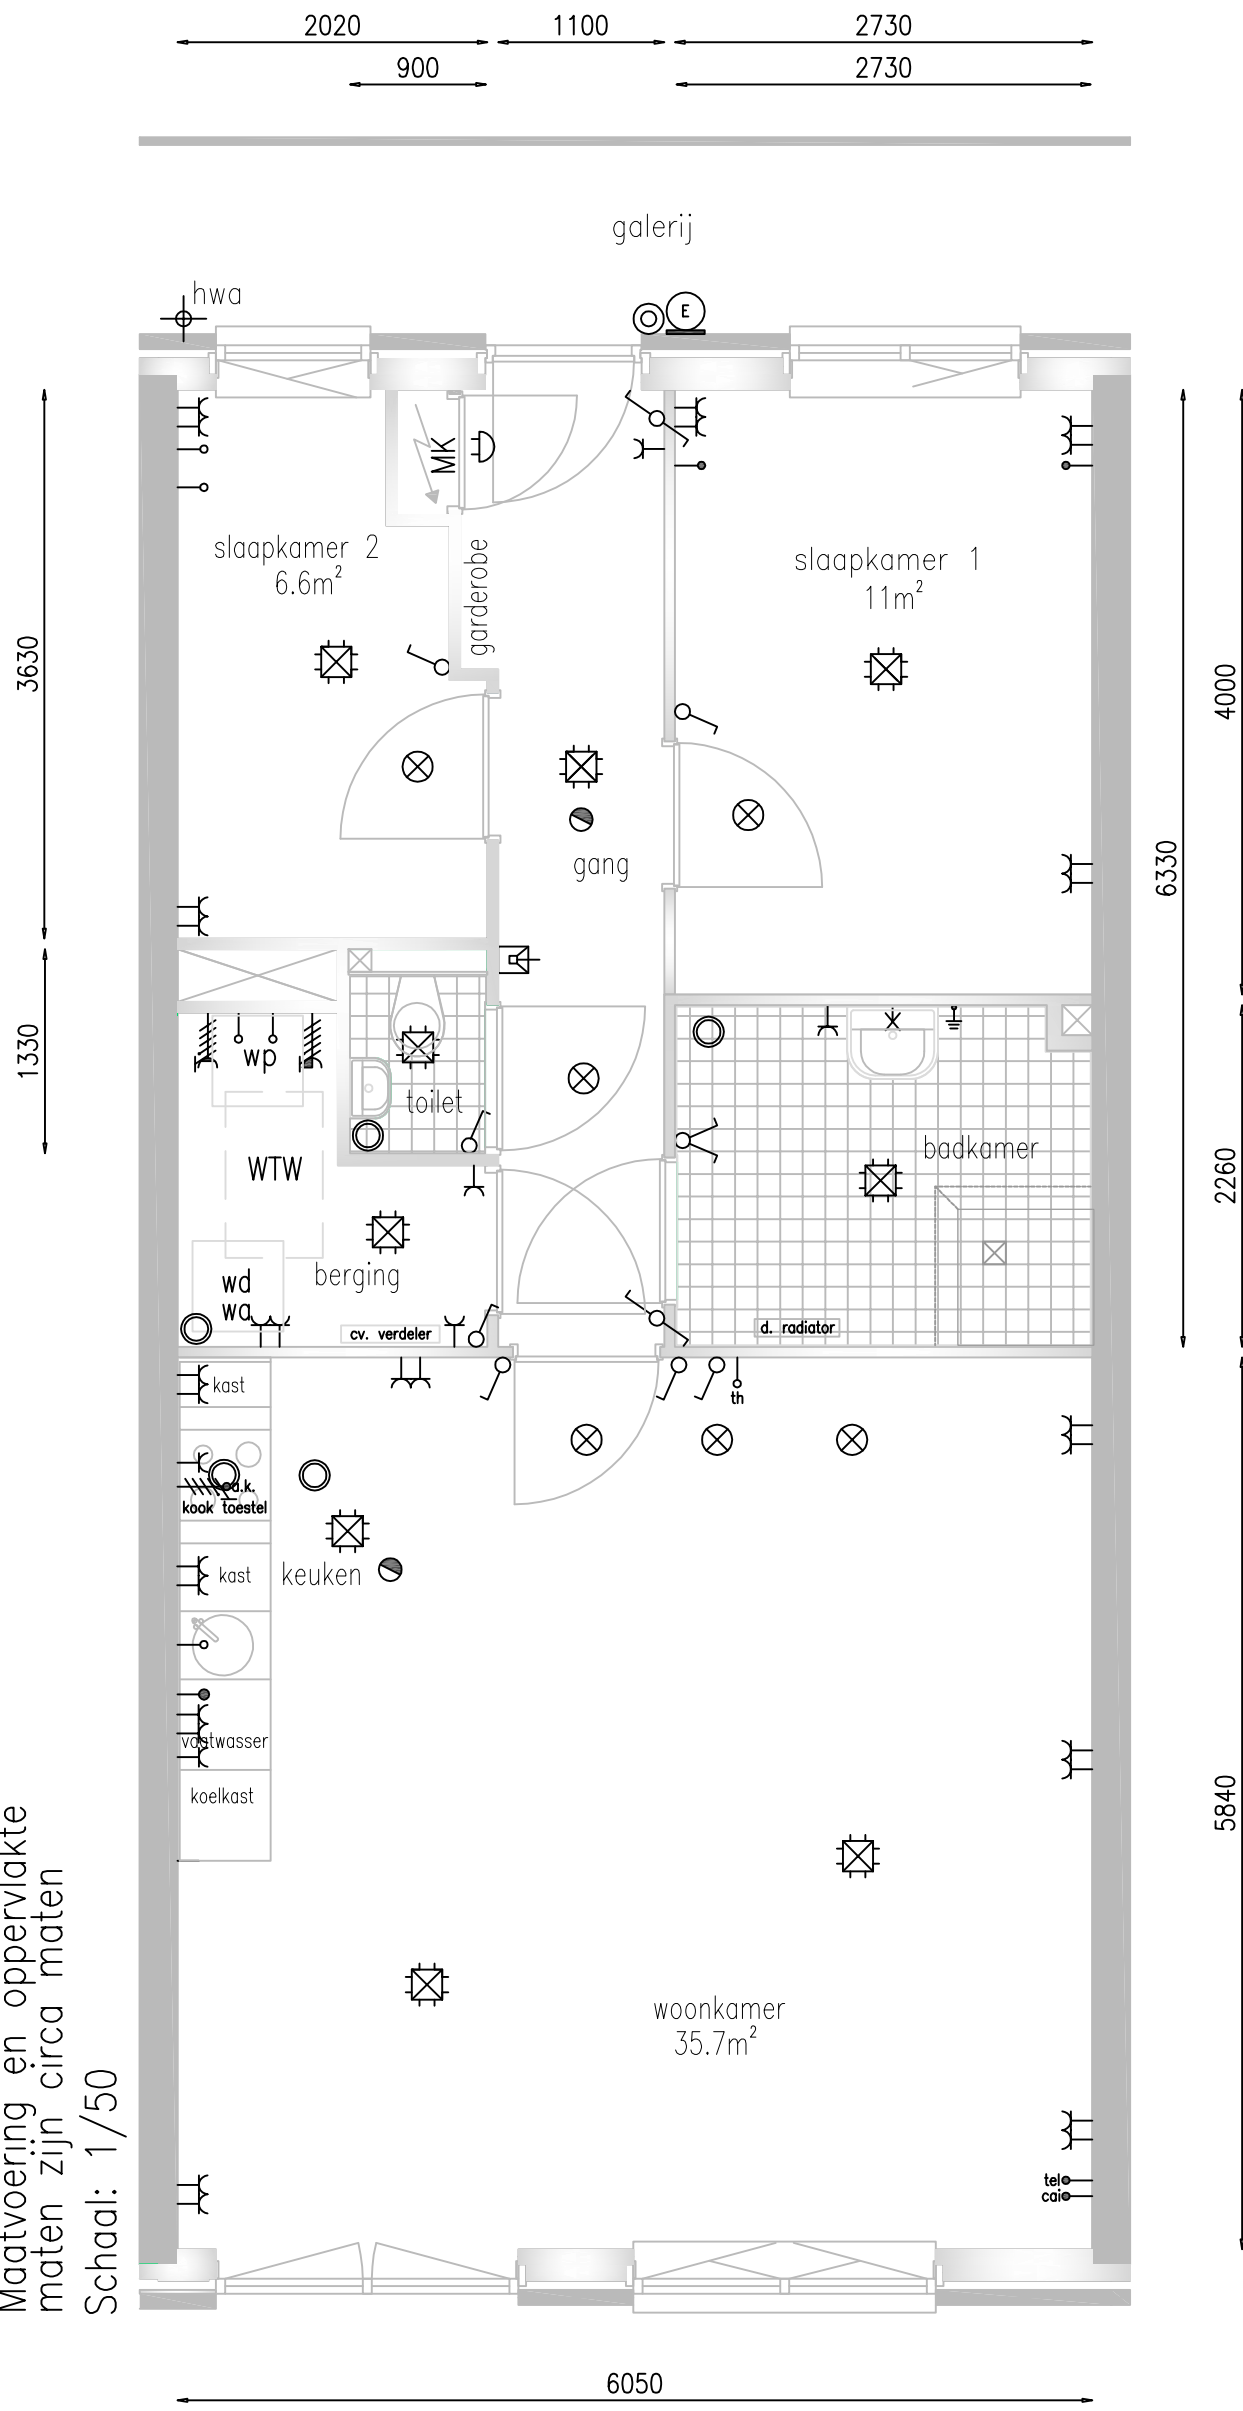 2020
1100
2730
900
2730
galerij
hwa
E
MK
slaapkamer 2
6.6m²
garderobe
slaapkamer 1
11m²
3630
4000
6330
gang
1330
wp
toilet
badkamer
WTW
2260
berging
wd
wa
cv. verdeler
d. radiator
kast
th
a.k.
kook toestel
kast
keuken
vaatwasser
koelkast
5840
woonkamer
35.7m²
Maatvoering en oppervlakte
maten zijn circa maten
Schaal: 1/50
tel
cai
6050